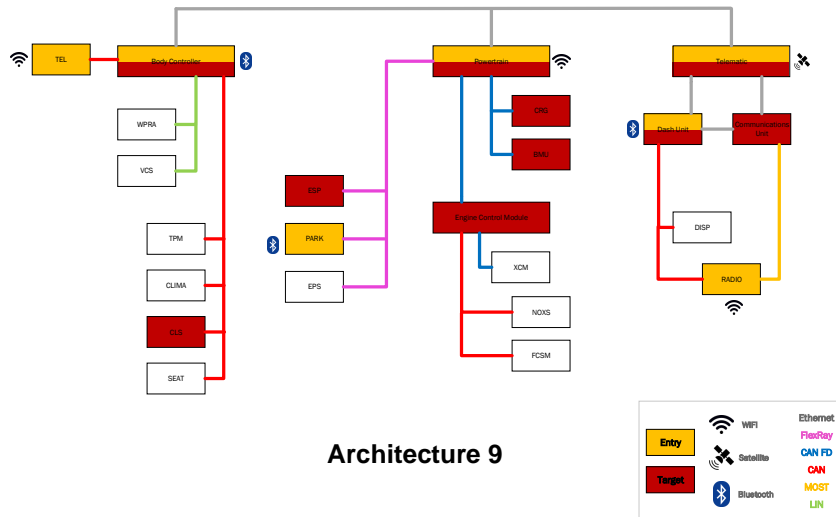 TEL
Body Controller
Powertrain
Telematic
WPRA
VCS
CRG
BMU
Dash Unit
Communications
Unit
ESP
PARK
EPS
Engine Control Module
TPM
CLIMA
CLS
SEAT
XCM
NOXS
FCSM
DISP
RADIO
Architecture 9
Entry
Target
WiFi
Satellite
Bluetooth
Ethernet
FlexRay
CAN FD
CAN
MOST
LIN